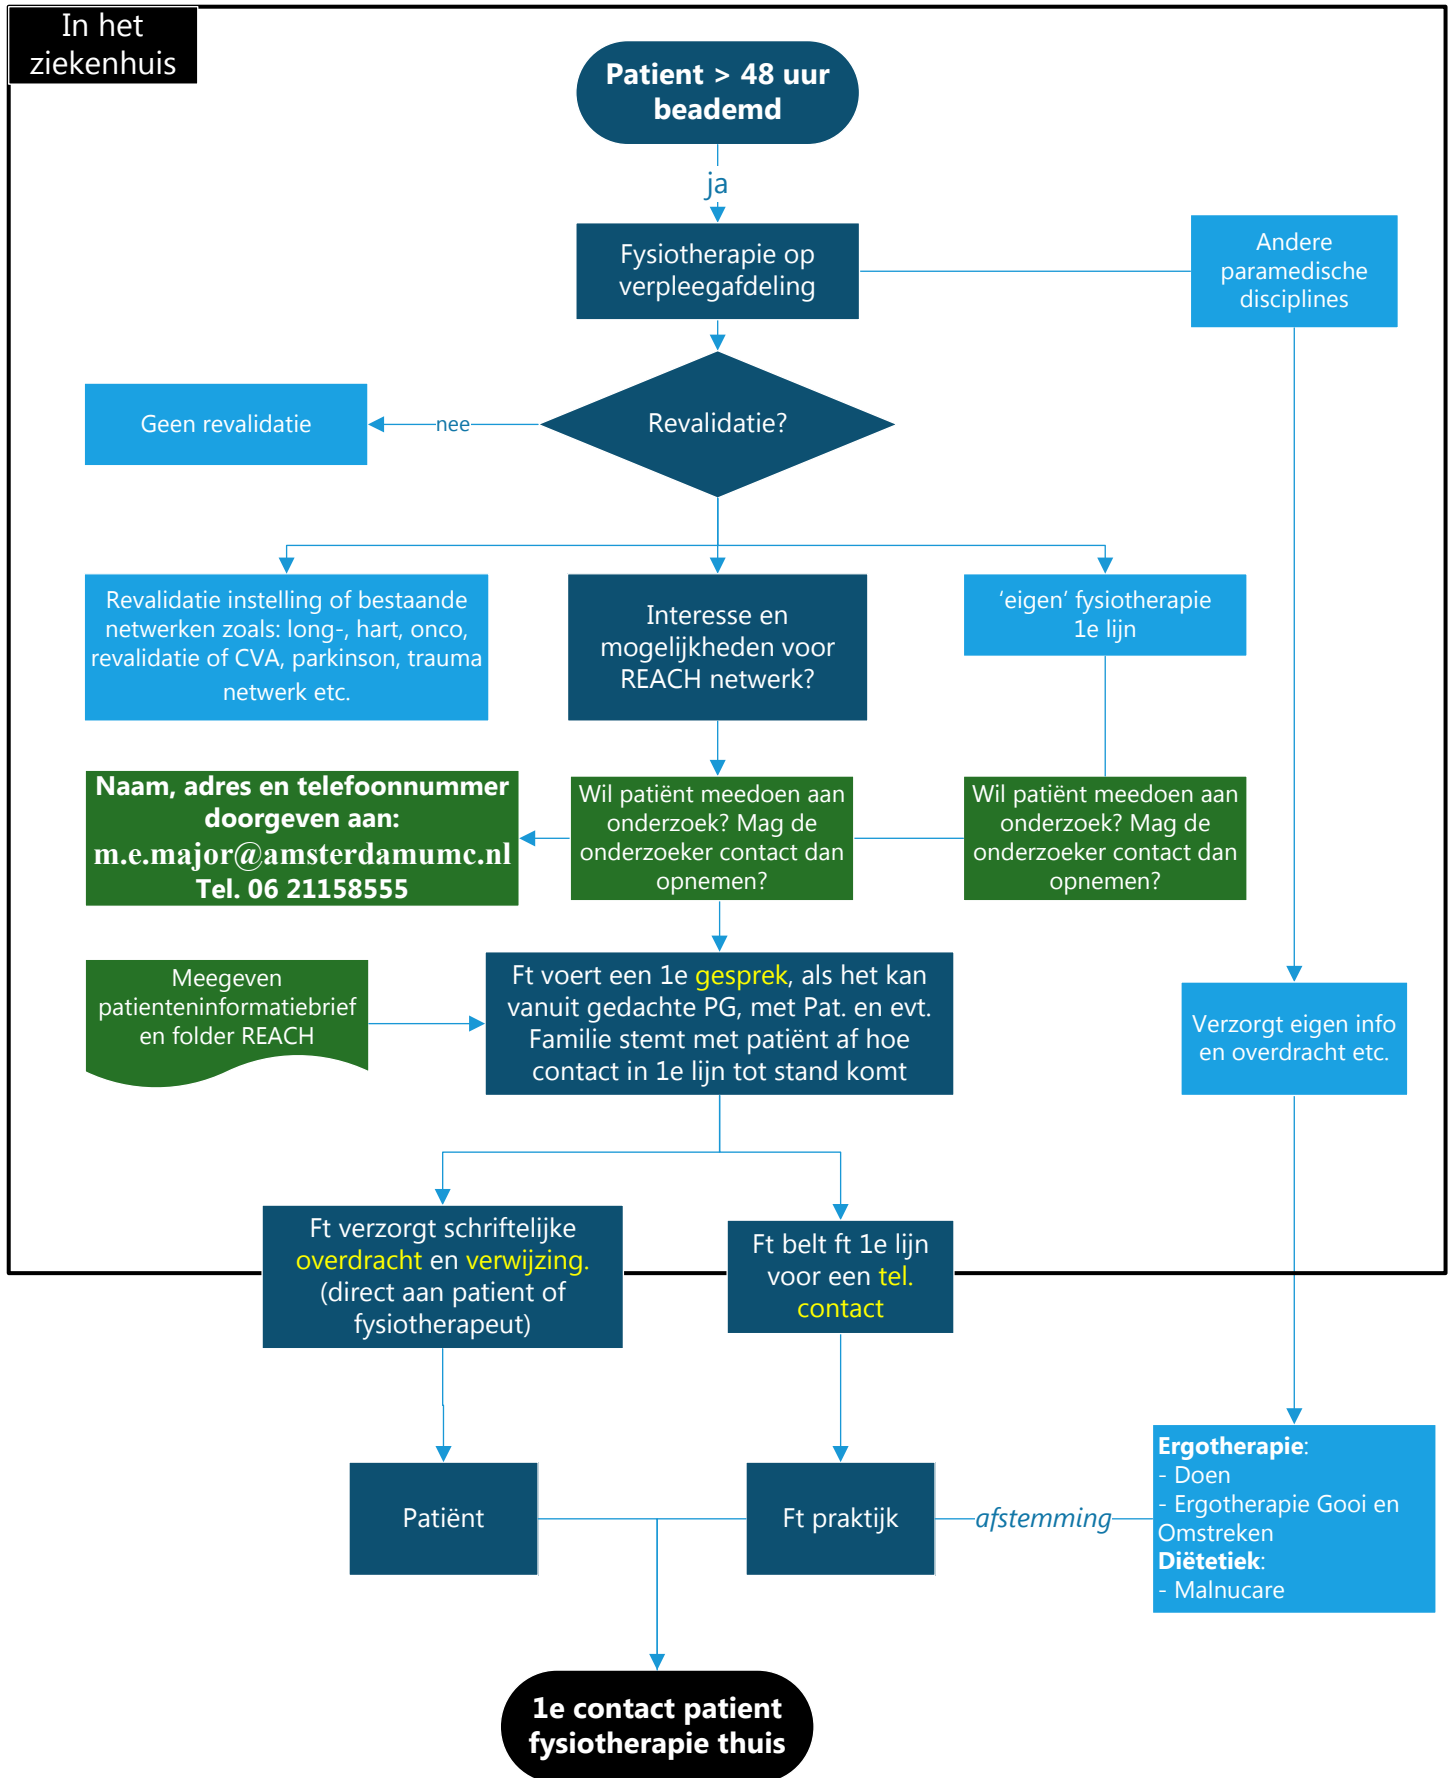 In het
ziekenhuis
Patient > 48 uur
beademd
ja
Fysiotherapie op
verpleegafdeling
Andere
paramedische
disciplines
Geen revalidatie
nee
Revalidatie?
Revalidatie instelling of bestaande
netwerken zoals: long-, hart, onco,
revalidatie of CVA, parkinson, trauma
netwerk etc.
Interesse en
mogelijkheden voor
REACH netwerk?
‘eigen’ fysiotherapie
1e lijn
Naam, adres en telefoonnummer
doorgeven aan:
m.e.major@amsterdamumc.nl
Tel. 06 21158555
Wil patiënt meedoen aan
onderzoek? Mag de
onderzoeker contact dan
opnemen?
Wil patiënt meedoen aan
onderzoek? Mag de
onderzoeker contact dan
opnemen?
Meegeven
patienteninformatiebrief
en folder REACH
Ft voert een 1e gesprek, als het kan
vanuit gedachte PG, met Pat. en evt.
Familie stemt met patiënt af hoe
contact in 1e lijn tot stand komt
Verzorgt eigen info
en overdracht etc.
Ft verzorgt schriftelijke
overdracht en verwijzing.
(direct aan patient of
fysiotherapeut)
Ft belt ft 1e lijn
voor een tel.
contact
Patiënt
Ft praktijk
afstemming
Ergotherapie:
- Doen
- Ergotherapie Gooi en
Omstreken
Diëtetiek:
- Malnucare
1e contact patient
fysiotherapie thuis